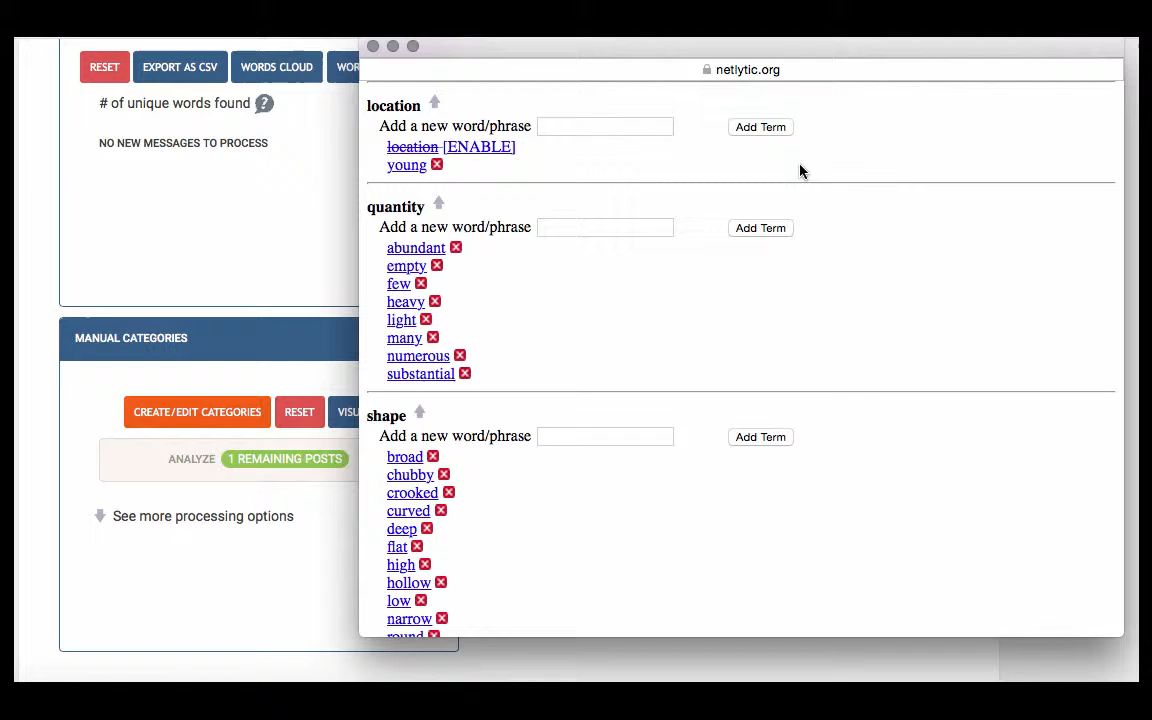 netlytic.org
RESET EXPORT AS CSV WORDS CLOUD WOR
# of unique words found ?
NO NEW MESSAGES TO PROCESS
MANUAL CATEGORIES
CREATE/EDIT CATEGORIES RESET VISU
ANALYZE 1 REMAINING POSTS
See more processing options
location
Add a new word/phrase Add Term
location [ENABLE]
young
quantity
Add a new word/phrase Add Term
abundant
empty
few
heavy
light
many
numerous
substantial
shape
Add a new word/phrase Add Term
broad
chubby
crooked
curved
deep
flat
high
hollow
low
narrow
round